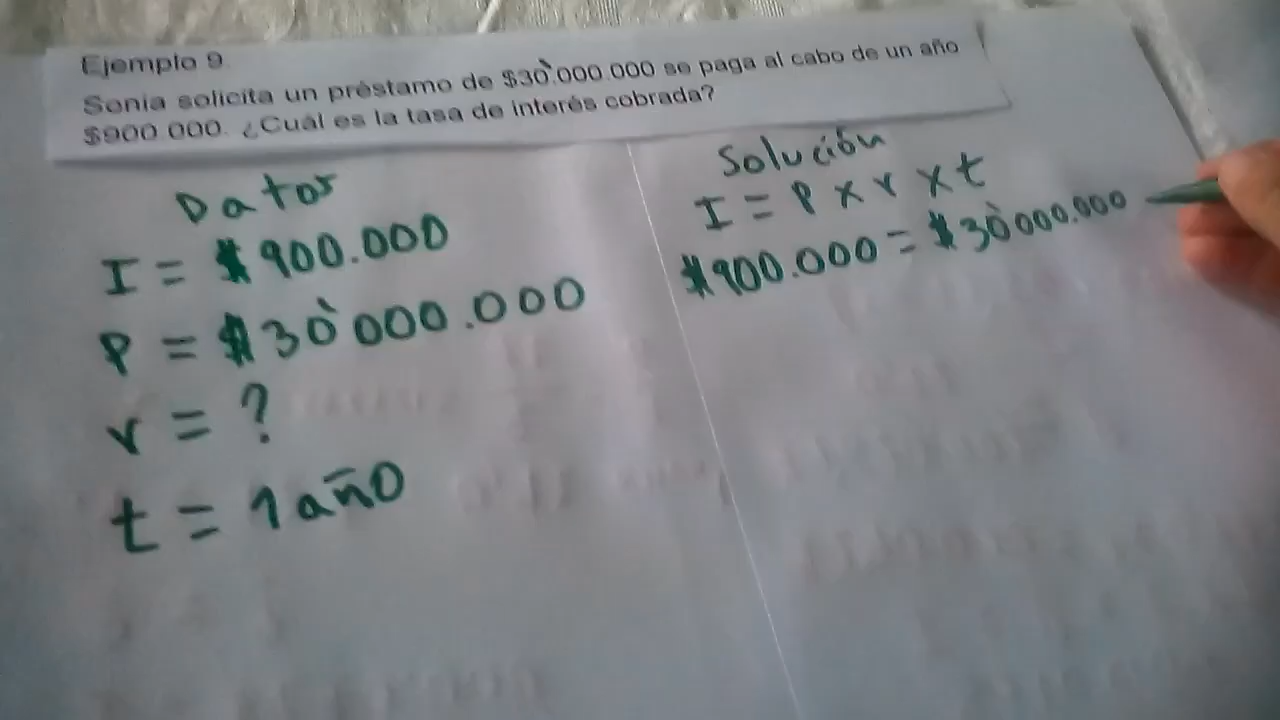 Ejemplo 9.
Sonia solicita un préstamo de $30'000.000 se paga al cabo de un año
$900 000. ¿Cuál es la tasa de interés cobrada?
Datos
I = $900.000
P = $30'000.000
r = ?
t = 1año
Solución
I = P x r x t
$900.000 = $30'000.000